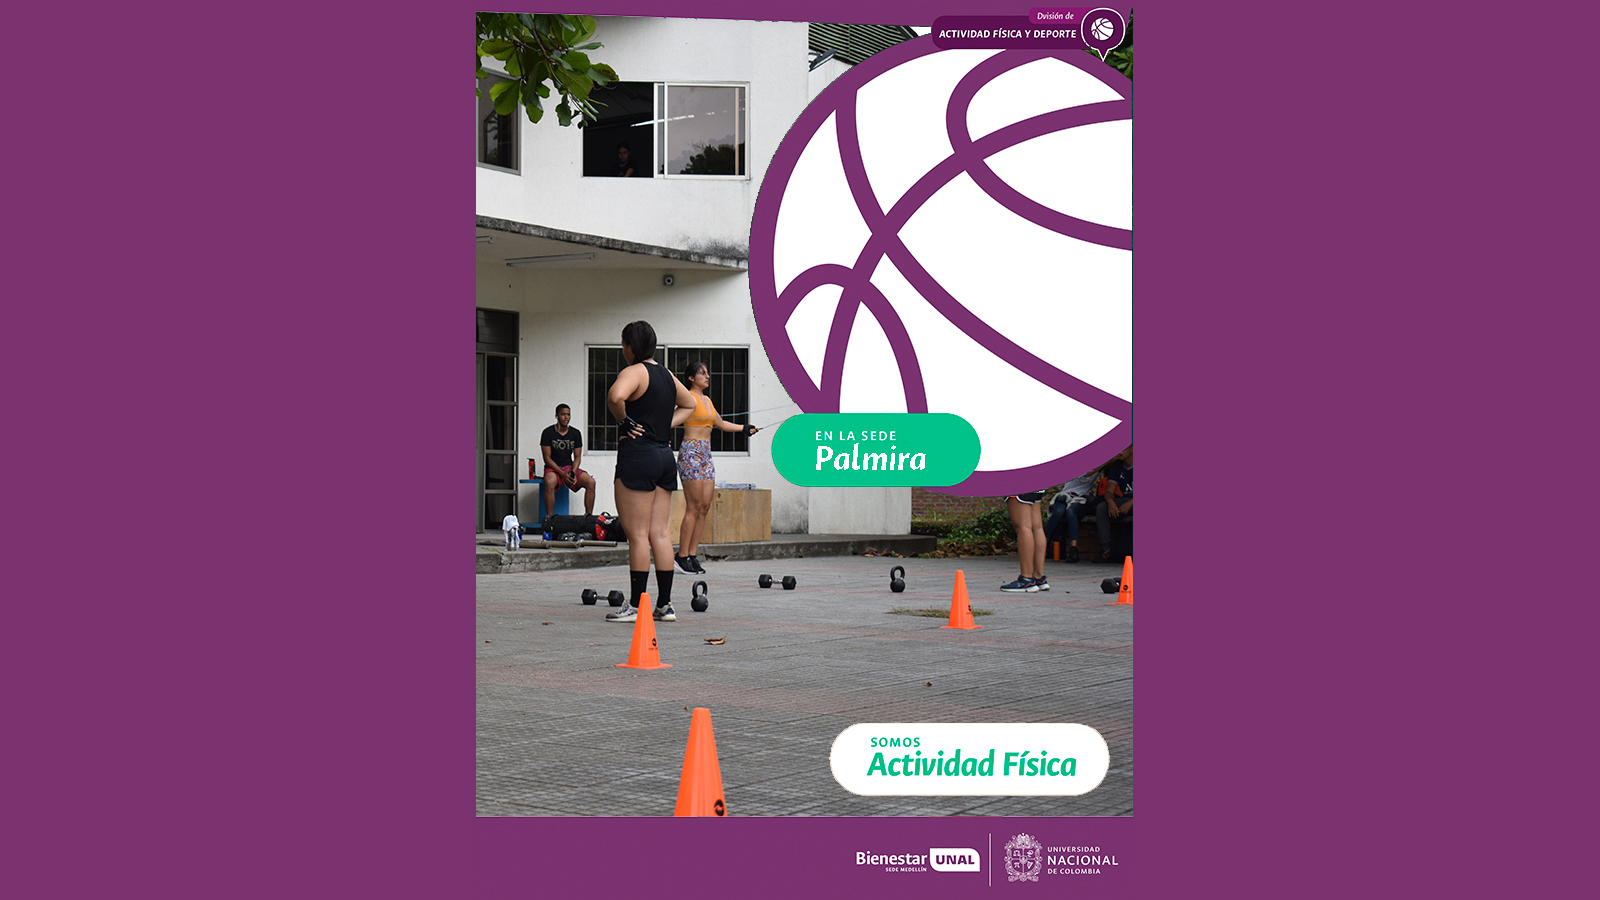 Dvisión de
ACTIVIDAD FÍSICA Y DEPORTE
EN LA SEDE
Palmira
SOMOS
Actividad Física
Bienestar UNAL
SEDE MEDELLÍN
UNIVERSIDAD
NACIONAL
DE COLOMBIA